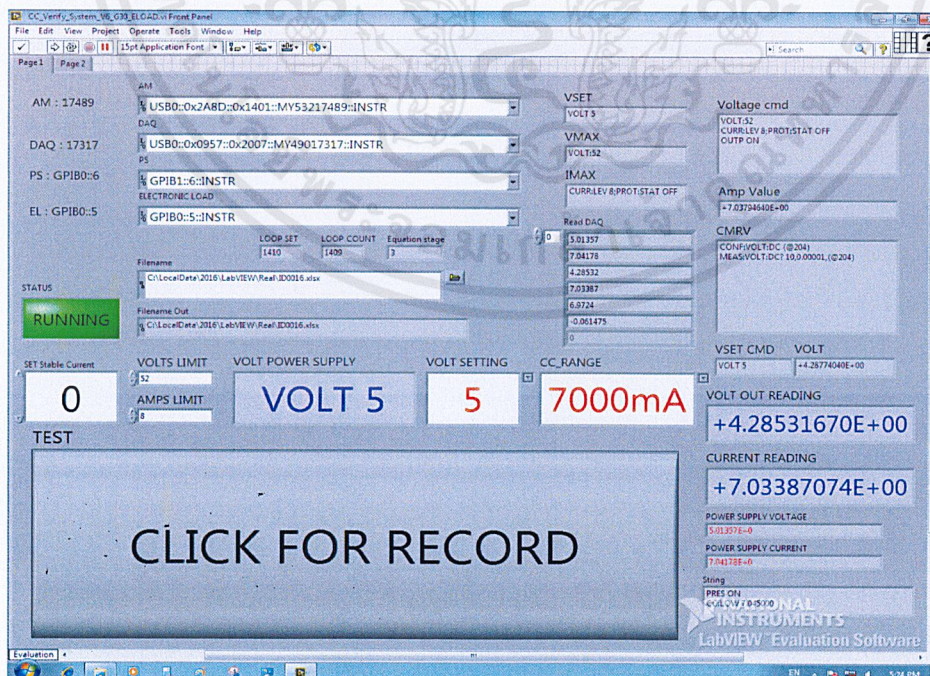 CC_Verify_System_V6_G30_ELOAD.vi Front Panel
File Edit View Project Operate Tools Window Help
15pt Application Font
Search
Page1 Page2
AM : 17489
AM
USB0::0x2A8D::0x1401::MY53217489::INSTR
DAQ : 17317
DAQ
USB0::0x0957::0x2007::MY49017317::INSTR
PS : GPIB0::6
PS
GPIB1::6::INSTR
EL : GPIB0::5
ELECTRONIC LOAD
GPIB0::5::INSTR
LOOP SET LOOP COUNT Equation stage
1410 1409 3
Filename
C:\LocalData\2016\LabVIEW\Real\ID0016.xlsx
Filename Out
C:\LocalData\2016\LabVIEW\Real\ID0016.xlsx
STATUS
RUNNING
VSET
VOLT 5
VMAX
VOLT:52
IMAX
CURR:LEV 8;PROT:STAT OFF
Read DAQ
0
5.01357
7.04178
4.28532
7.03387
6.9724
-0.061475
0
Voltage cmd
VOLT:52
CURR:LEV 8;PROT:STAT OFF
OUTP ON
Amp Value
+7.03794640E+00
CMRV
CONF:VOLT:DC (@204)
MEAS:VOLT:DC? 10,0.00001,(@204)
VSET CMD VOLT
VOLT 5 +4.28774040E+00
SET Stable Current
0
VOLTS LIMIT
52
AMPS LIMIT
8
VOLT POWER SUPPLY
VOLT 5
VOLT SETTING
5
CC_RANGE
7000mA
VOLT OUT READING
+4.28531670E+00
CURRENT READING
+7.03387074E+00
POWER SUPPLY VOLTAGE
5.01357E+0
POWER SUPPLY CURRENT
7.04178E+0
String
PRES ON
TEST
CLICK FOR RECORD
NATIONAL
INSTRUMENTS
LabVIEW Evaluation Software
Evaluation
EN 5:24 PM